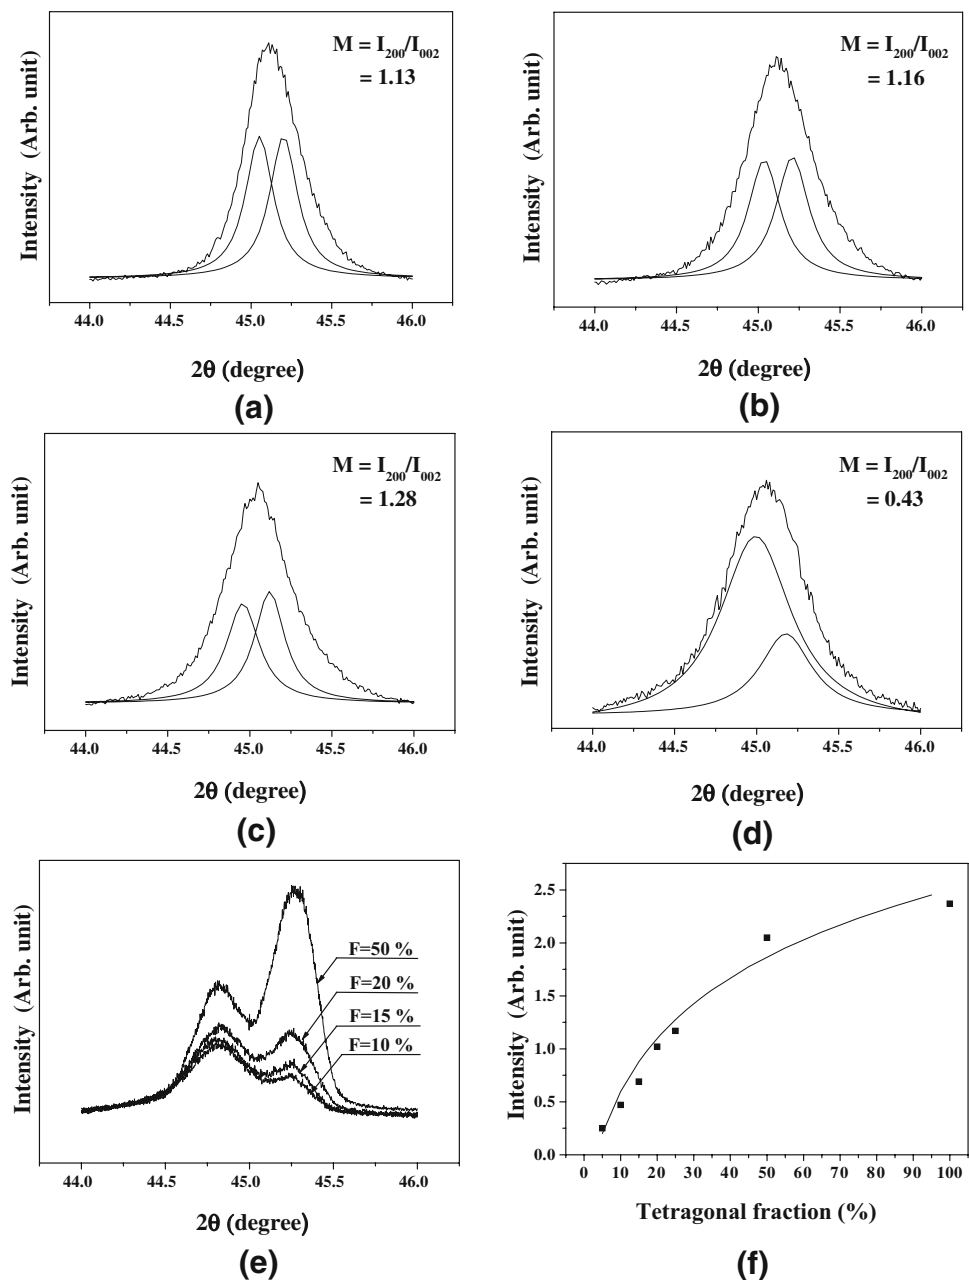 M = I200/I002
= 1.13
Intensity (Arb. unit)
44.0 44.5 45.0 45.5 46.0
2θ (degree)
(a)
M = I200/I002
= 1.16
Intensity (Arb. unit)
44.0 44.5 45.0 45.5 46.0
2θ (degree)
(b)
M = I200/I002
= 1.28
Intensity (Arb. unit)
44.0 44.5 45.0 45.5 46.0
2θ (degree)
(c)
M = I200/I002
= 0.43
Intensity (Arb. unit)
44.0 44.5 45.0 45.5 46.0
2θ (degree)
(d)
F=50 %
F=20 %
F=15 %
F=10 %
Intensity (Arb. unit)
44.0 44.5 45.0 45.5 46.0
2θ (degree)
(e)
2.5
2.0
1.5
1.0
0.5
0.0
Intensity (Arb. unit)
0 10 20 30 40 50 60 70 80 90 100
Tetragonal fraction (%)
(f)